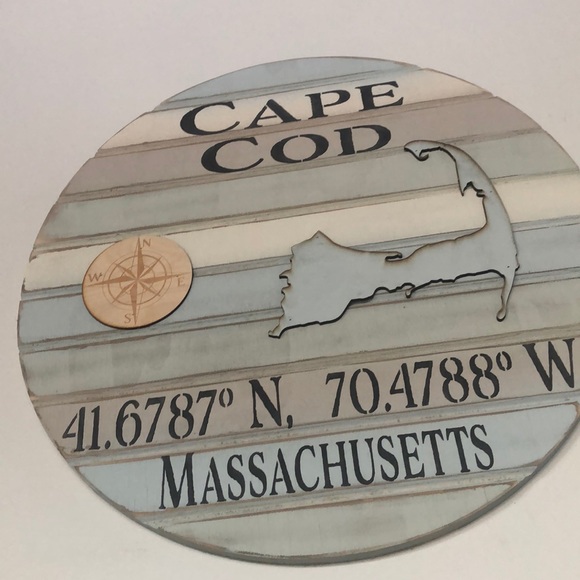 CAPE
COD
N
W E
S
41.6787° N, 70.4788° W
MASSACHUSETTS